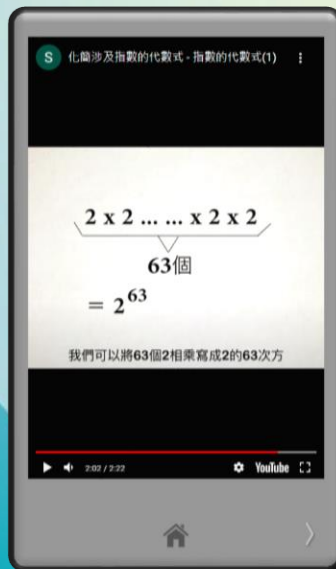 S 化簡涉及指數的代數式 - 指數的代數式(1)
2 x 2 ... ... x 2 x 2
63個
= 2⁶³
我們可以將63個2相乘寫成2的63次方
2:02 / 2:22 YouTube